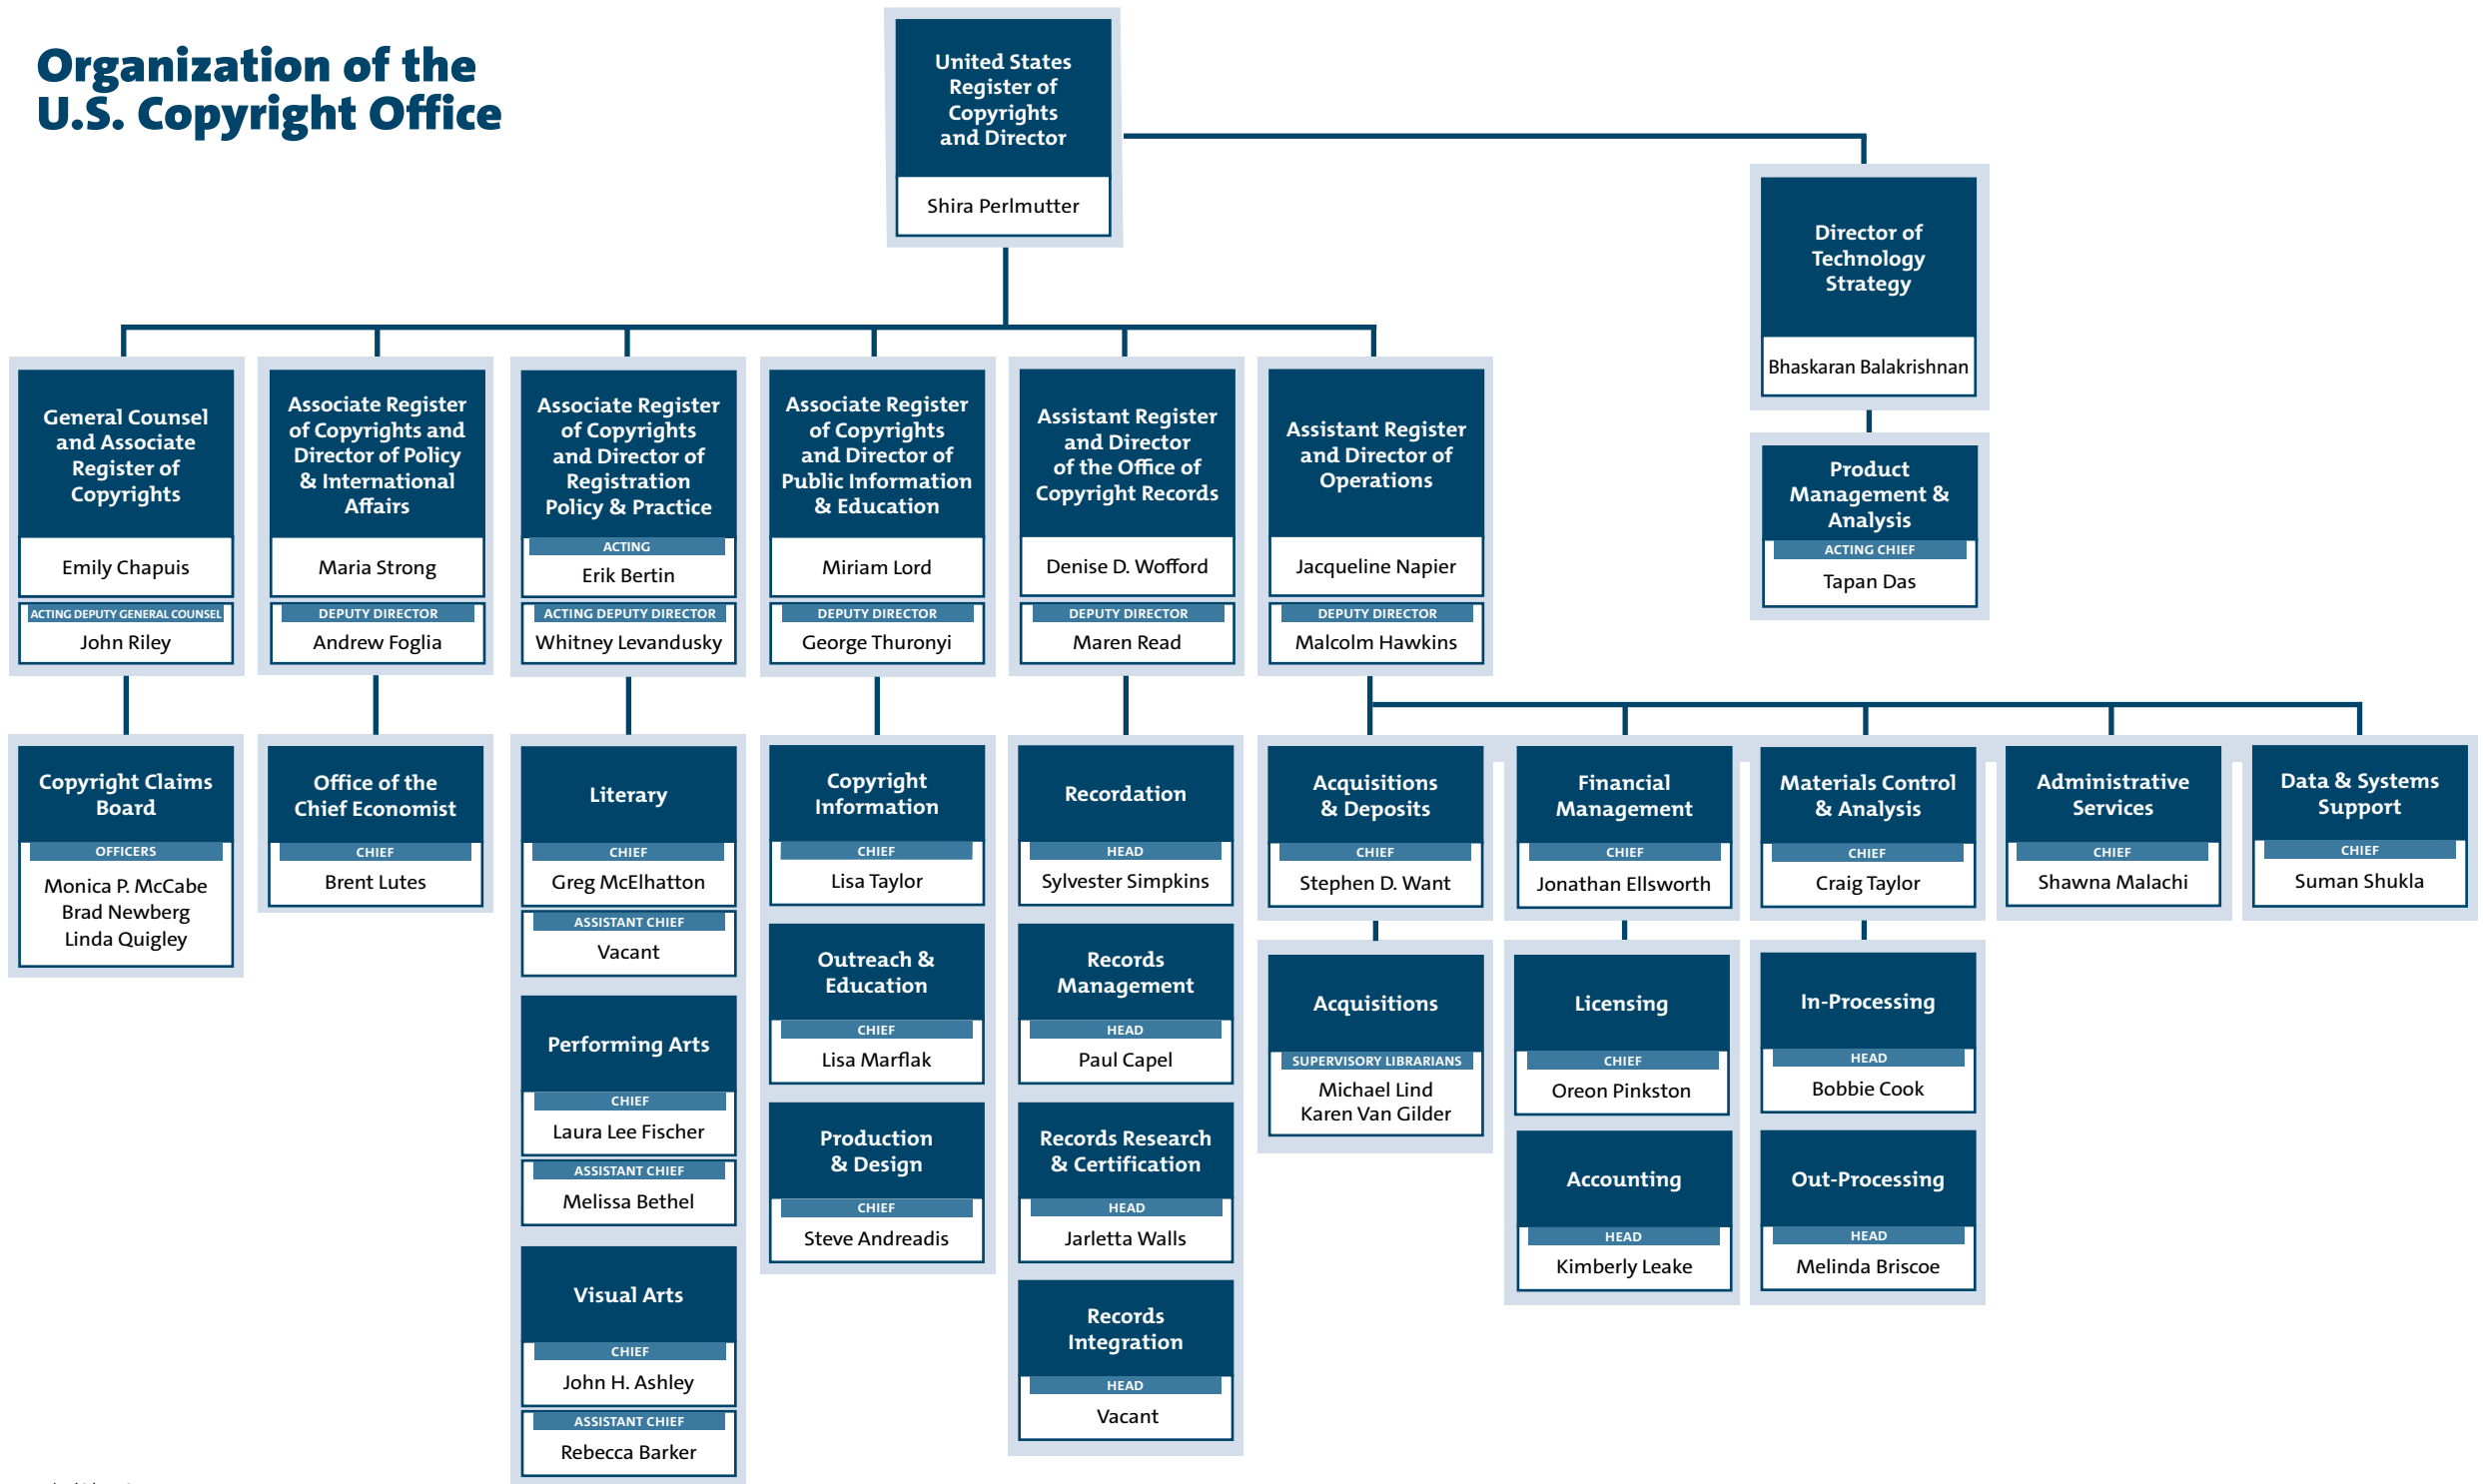 Organization of the
U.S. Copyright Office
United States
Register of
Copyrights
and Director
Shira Perlmutter
Director of
Technology
Strategy
Bhaskaran Balakrishnan
Product
Management &
Analysis
ACTING CHIEF
Tapan Das
General Counsel
and Associate
Register of
Copyrights
Emily Chapuis
ACTING DEPUTY GENERAL COUNSEL
John Riley
Associate Register
of Copyrights and
Director of Policy
& International
Affairs
Maria Strong
DEPUTY DIRECTOR
Andrew Foglia
Associate Register
of Copyrights
and Director of
Registration
Policy & Practice
ACTING
Erik Bertin
ACTING DEPUTY DIRECTOR
Whitney Levandusky
Associate Register
of Copyrights
and Director of
Public Information
& Education
Miriam Lord
DEPUTY DIRECTOR
George Thuronyi
Assistant Register
and Director
of the Office of
Copyright Records
Denise D. Wofford
DEPUTY DIRECTOR
Maren Read
Assistant Register
and Director of
Operations
Jacqueline Napier
DEPUTY DIRECTOR
Malcolm Hawkins
Copyright Claims
Board
OFFICERS
Monica P. McCabe
Brad Newberg
Linda Quigley
Office of the
Chief Economist
CHIEF
Brent Lutes
Literary
CHIEF
Greg McElhatton
ASSISTANT CHIEF
Vacant
Performing Arts
CHIEF
Laura Lee Fischer
ASSISTANT CHIEF
Melissa Bethel
Visual Arts
CHIEF
John H. Ashley
ASSISTANT CHIEF
Rebecca Barker
Copyright
Information
CHIEF
Lisa Taylor
Outreach &
Education
CHIEF
Lisa Marflak
Production
& Design
CHIEF
Steve Andreadis
Recordation
HEAD
Sylvester Simpkins
Records
Management
HEAD
Paul Capel
Records Research
& Certification
HEAD
Jarletta Walls
Records
Integration
HEAD
Vacant
Acquisitions
& Deposits
CHIEF
Stephen D. Want
Acquisitions
SUPERVISORY LIBRARIANS
Michael Lind
Karen Van Gilder
Financial
Management
CHIEF
Jonathan Ellsworth
Licensing
CHIEF
Oreon Pinkston
Accounting
HEAD
Kimberly Leake
Materials Control
& Analysis
CHIEF
Craig Taylor
In-Processing
HEAD
Bobbie Cook
Out-Processing
HEAD
Melinda Briscoe
Administrative
Services
CHIEF
Shawna Malachi
Data & Systems
Support
CHIEF
Suman Shukla